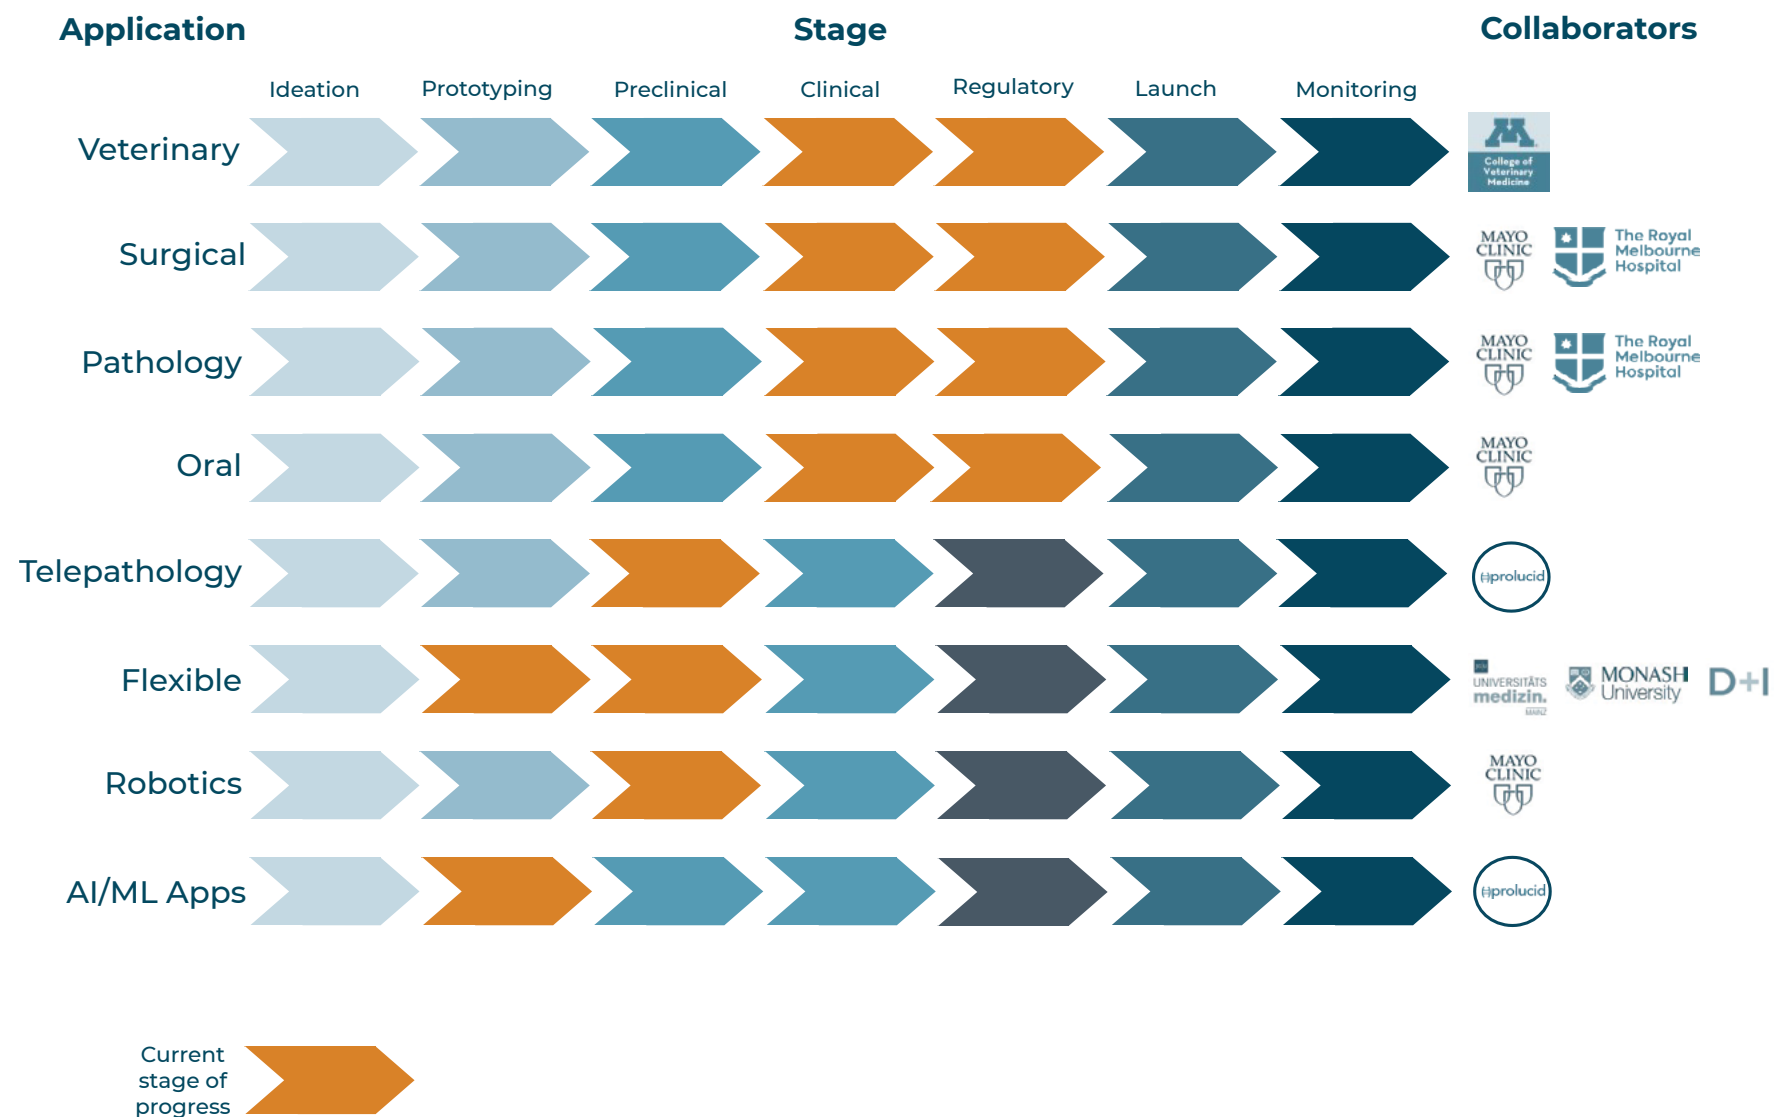 Application
Stage
Collaborators
Ideation
Prototyping
Preclinical
Clinical
Regulatory
Launch
Monitoring
Veterinary
M
College of
Veterinary
Medicine
Surgical
MAYO
CLINIC
The Royal
Melbourne
Hospital
Pathology
MAYO
CLINIC
The Royal
Melbourne
Hospital
Oral
MAYO
CLINIC
Telepathology
prolucid
Flexible
UNIVERSITÄTS
medizin.
MAINZ
MONASH
University
D+I
Robotics
MAYO
CLINIC
AI/ML Apps
prolucid
Current
stage of
progress